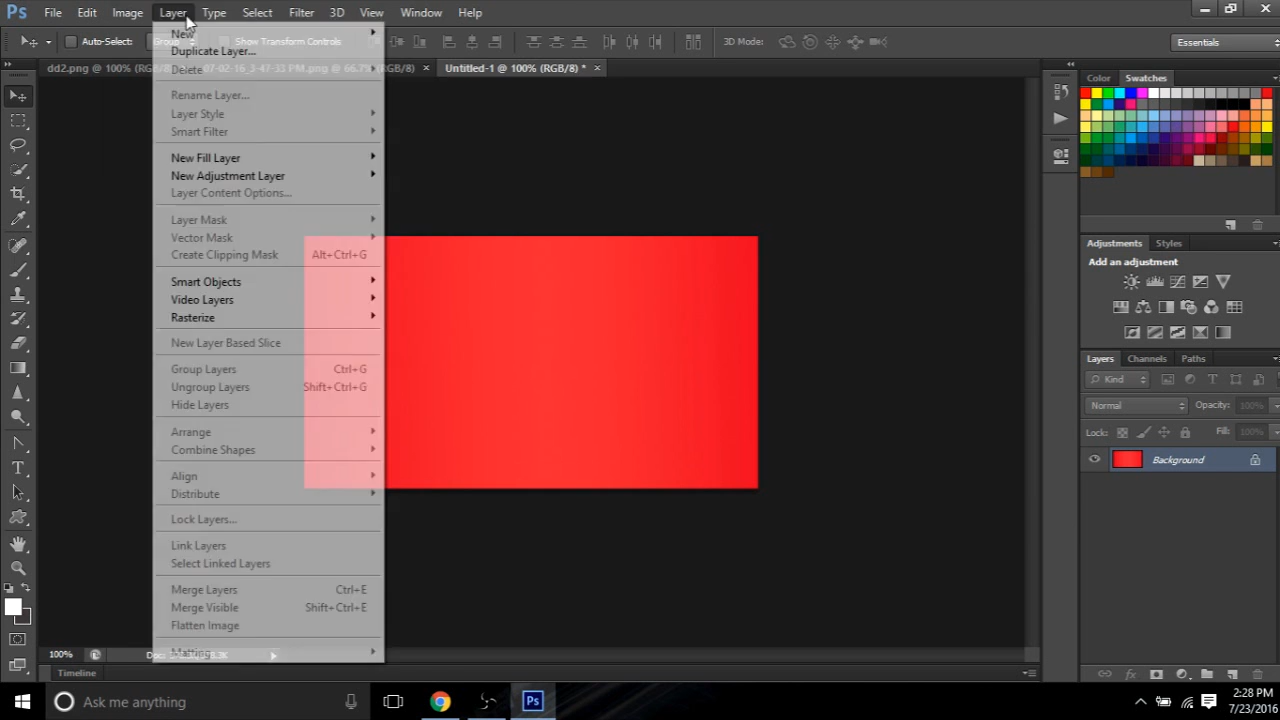 Ps File Edit Image Layer Type Select Filter 3D View Window Help
Auto-Select: Group Show Transform Controls 3D Mode: Essentials
dd2.png @ 100% (RGB/8) 07-02-16_3-47-33 PM.png @ 66.7% (RGB/8) × Untitled-1 @ 100% (RGB/8) * ×
New
Duplicate Layer...
Delete
Rename Layer...
Layer Style
Smart Filter
New Fill Layer
New Adjustment Layer
Layer Content Options...
Layer Mask
Vector Mask
Create Clipping Mask Alt+Ctrl+G
Smart Objects
Video Layers
Rasterize
New Layer Based Slice
Group Layers Ctrl+G
Ungroup Layers Shift+Ctrl+G
Hide Layers
Arrange
Combine Shapes
Align
Distribute
Lock Layers...
Link Layers
Select Linked Layers
Merge Layers Ctrl+E
Merge Visible Shift+Ctrl+E
Flatten Image
Matting
Color Swatches
Adjustments Styles
Add an adjustment
Layers Channels Paths
Kind
Normal Opacity: 100%
Lock: Fill: 100%
Background
100% Doc:
Timeline
Ask me anything Ps
2:28 PM
7/23/2016